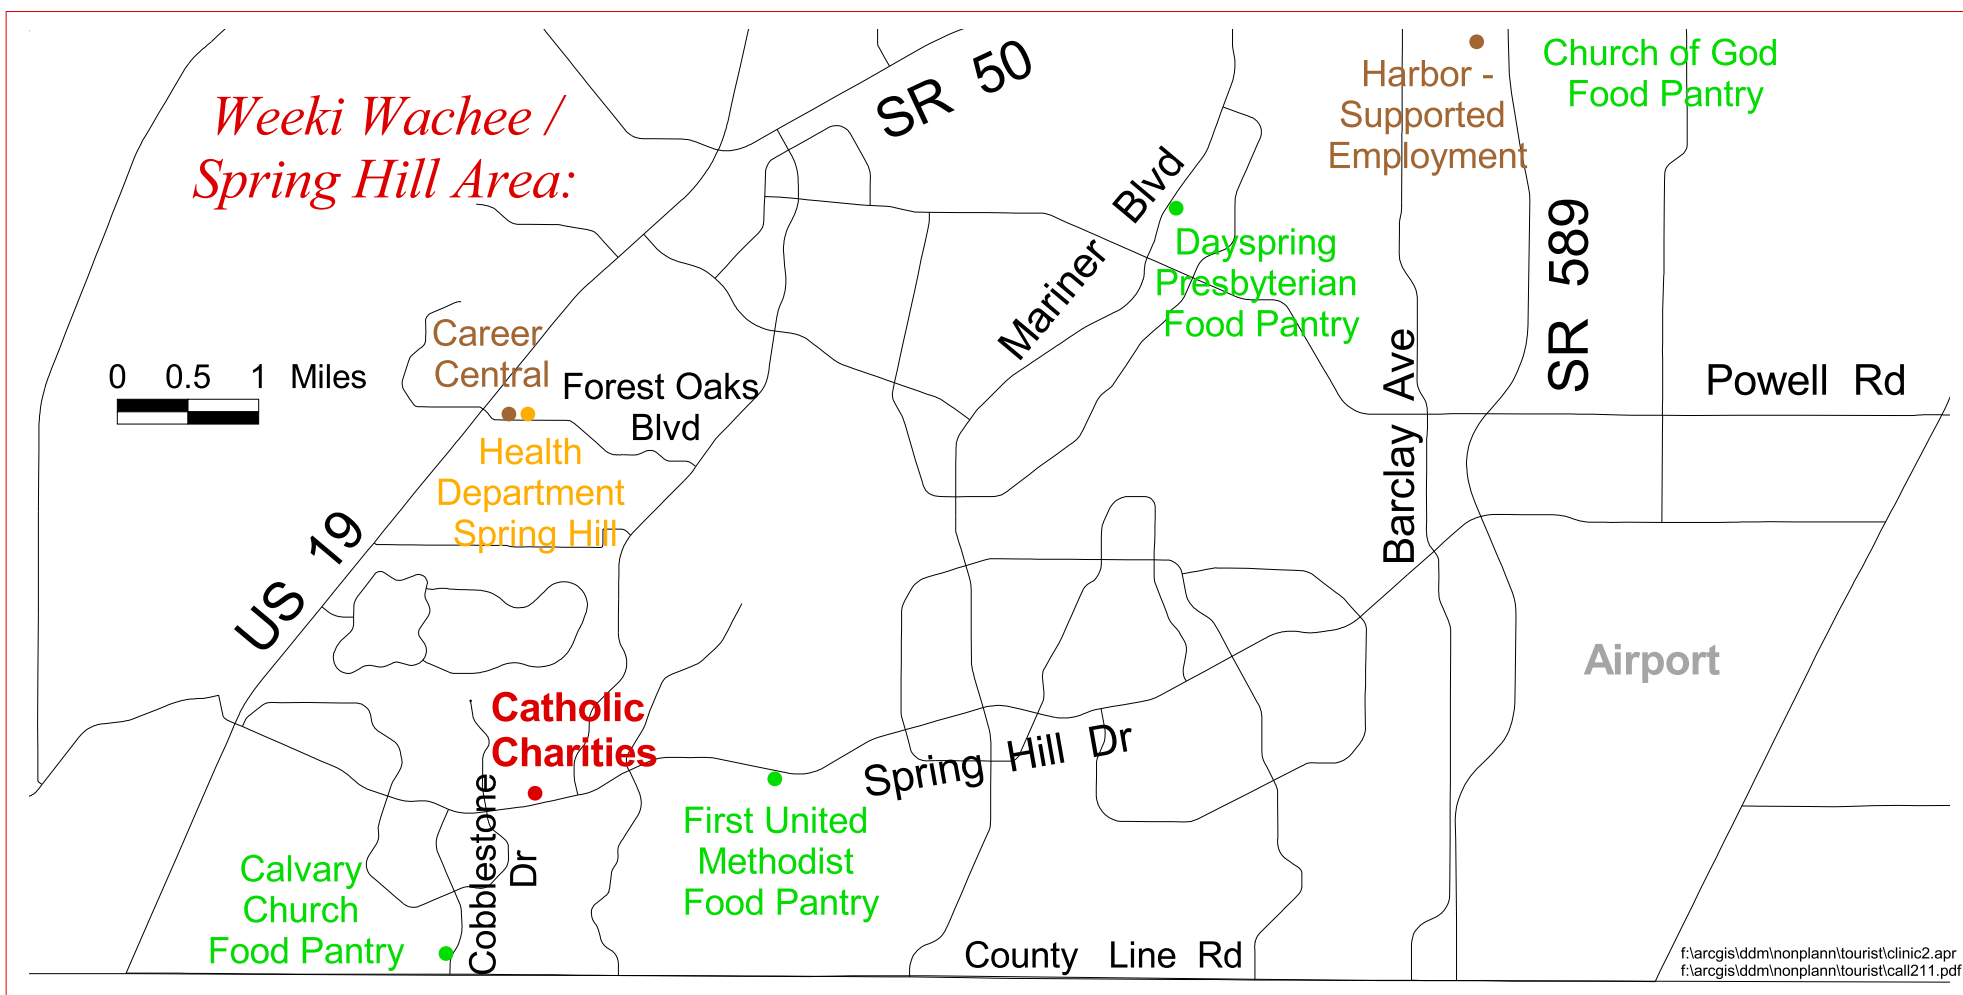 Weeki Wachee /
Spring Hill Area:
SR 50
Harbor -
Supported
Employment
Church of God
Food Pantry
Mariner Blvd
Dayspring
Presbyterian
Food Pantry
SR 589
Barclay Ave
Powell Rd
Career
Central
0 0.5 1 Miles
Forest Oaks
Blvd
Health
Department
Spring Hill
US 19
Airport
Catholic
Charities
Spring Hill Dr
Cobblestone
Dr
First United
Methodist
Food Pantry
Calvary
Church
Food Pantry
County Line Rd
f:\arcgis\ddm\nonplann\tourist\clinic2.apr
f:\arcgis\ddm\nonplann\tourist\call211.pdf